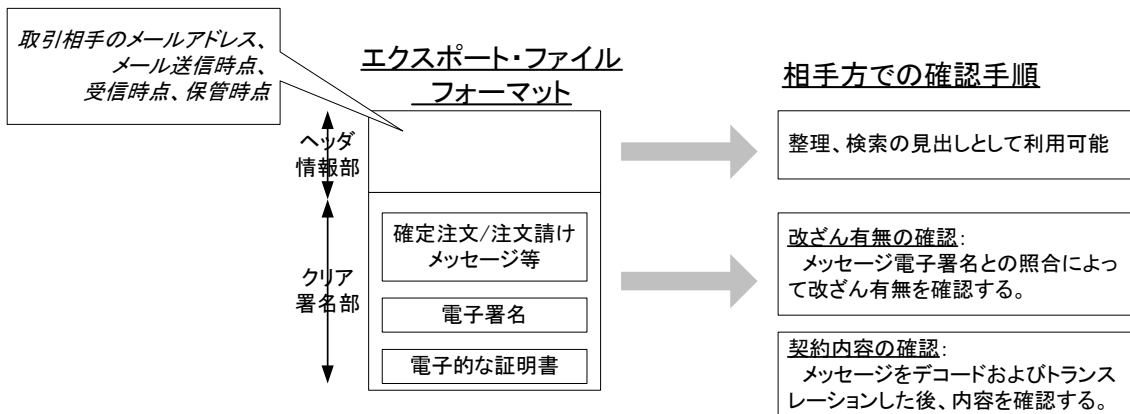 取引相手のメールアドレス、
メール送信時点、
受信時点、保管時点
エクスポート・ファイル
フォーマット
相手方での確認手順
ヘッダ
情報部
整理、検索の見出しとして利用可能
クリア
署名部
確定注文/注文請け
メッセージ等
電子署名
電子的な証明書
改ざん有無の確認:
メッセージ電子署名との照合によっ
て改ざん有無を確認する。
契約内容の確認:
メッセージをデコードおよびトランス
レーションした後、内容を確認する。